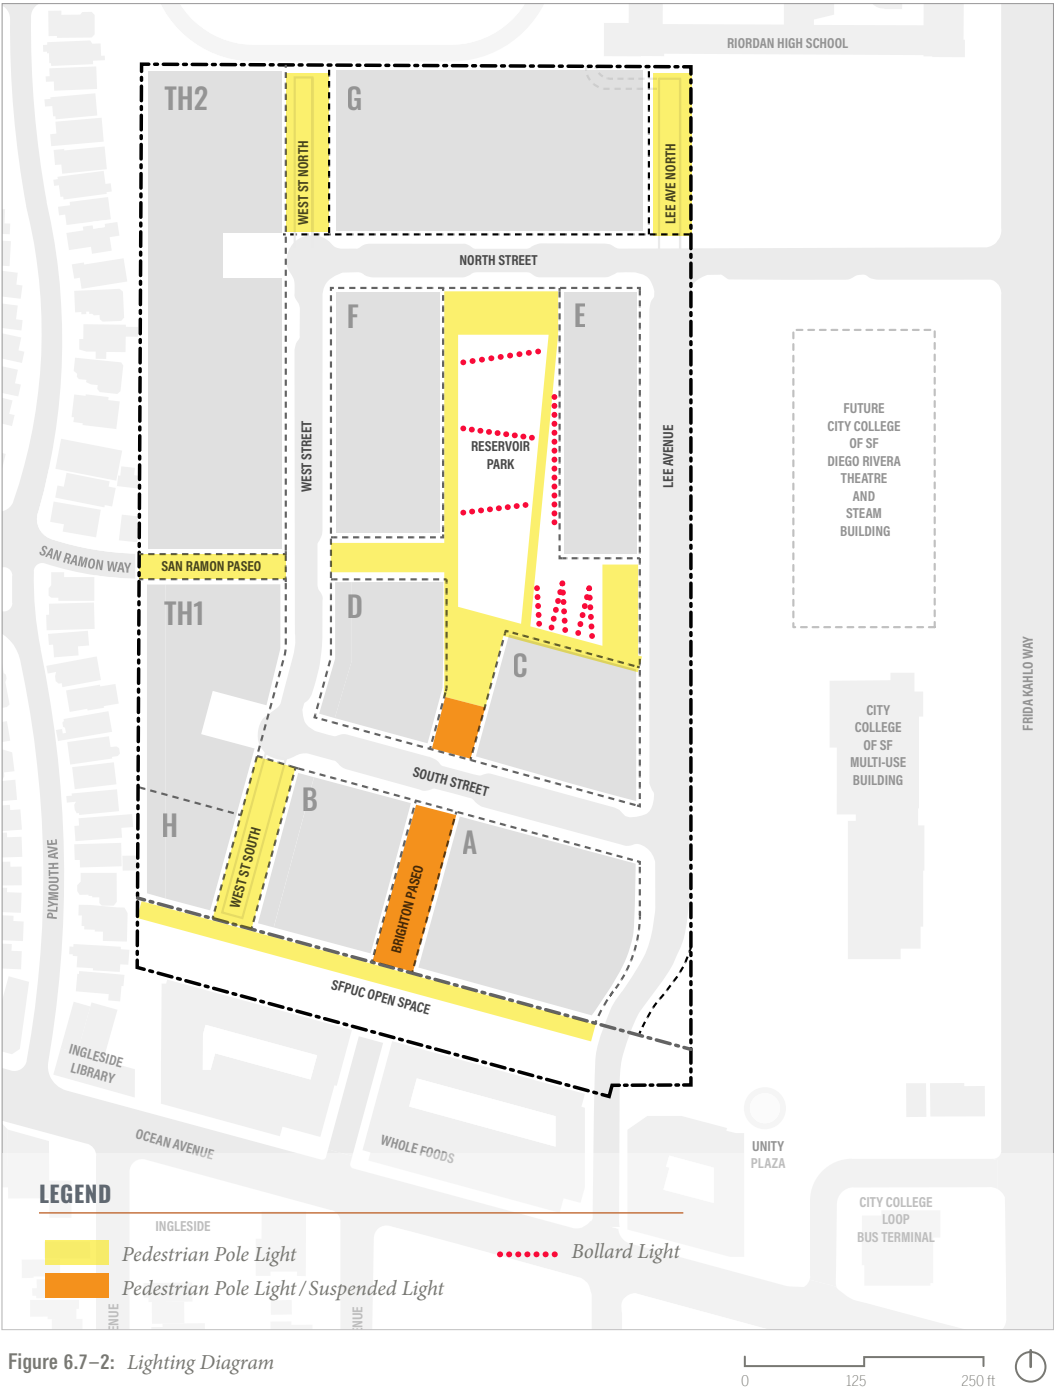 RIORDAN HIGH SCHOOL
TH2
G
WEST ST NORTH
LEE AVE NORTH
NORTH STREET
F
E
WEST STREET
RESERVOIR
PARK
LEE AVENUE
FUTURE
CITY COLLEGE
OF SF
DIEGO RIVERA
THEATRE
AND
STEAM
BUILDING
SAN RAMON WAY
SAN RAMON PASEO
TH1
D
C
FRIDA KAHLO WAY
CITY
COLLEGE
OF SF
MULTI-USE
BUILDING
SOUTH STREET
H
B
A
WEST ST SOUTH
BRIGHTON PASEO
PLYMOUTH AVE
SFPUC OPEN SPACE
INGLESIDE
LIBRARY
OCEAN AVENUE
WHOLE FOODS
UNITY
PLAZA
CITY COLLEGE
LOOP
BUS TERMINAL
LEGEND
INGLESIDE
Pedestrian Pole Light
Bollard Light
Pedestrian Pole Light/Suspended Light
ENUE
NUE
Figure 6.7–2: Lighting Diagram
0
125
250 ft